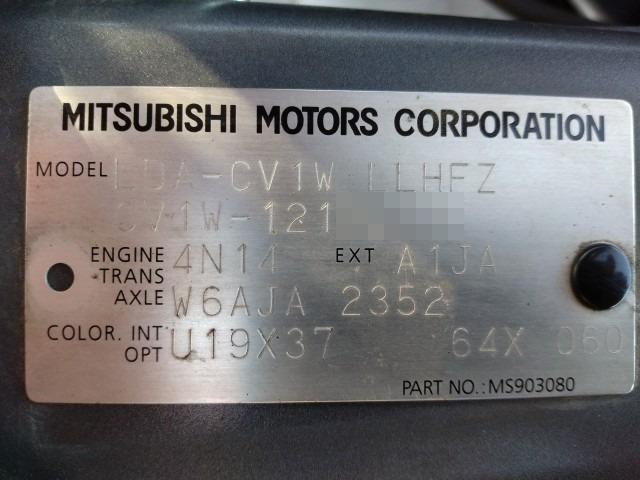 MITSUBISHI MOTORS CORPORATION
MODEL LDA-CV1W LLHFZ
CV1W-121
ENGINE 4N14 EXT A1JA
TRANS AXLE W6AJA 2352
COLOR. INT OPT U19X37 64X 060
PART NO.:MS903080